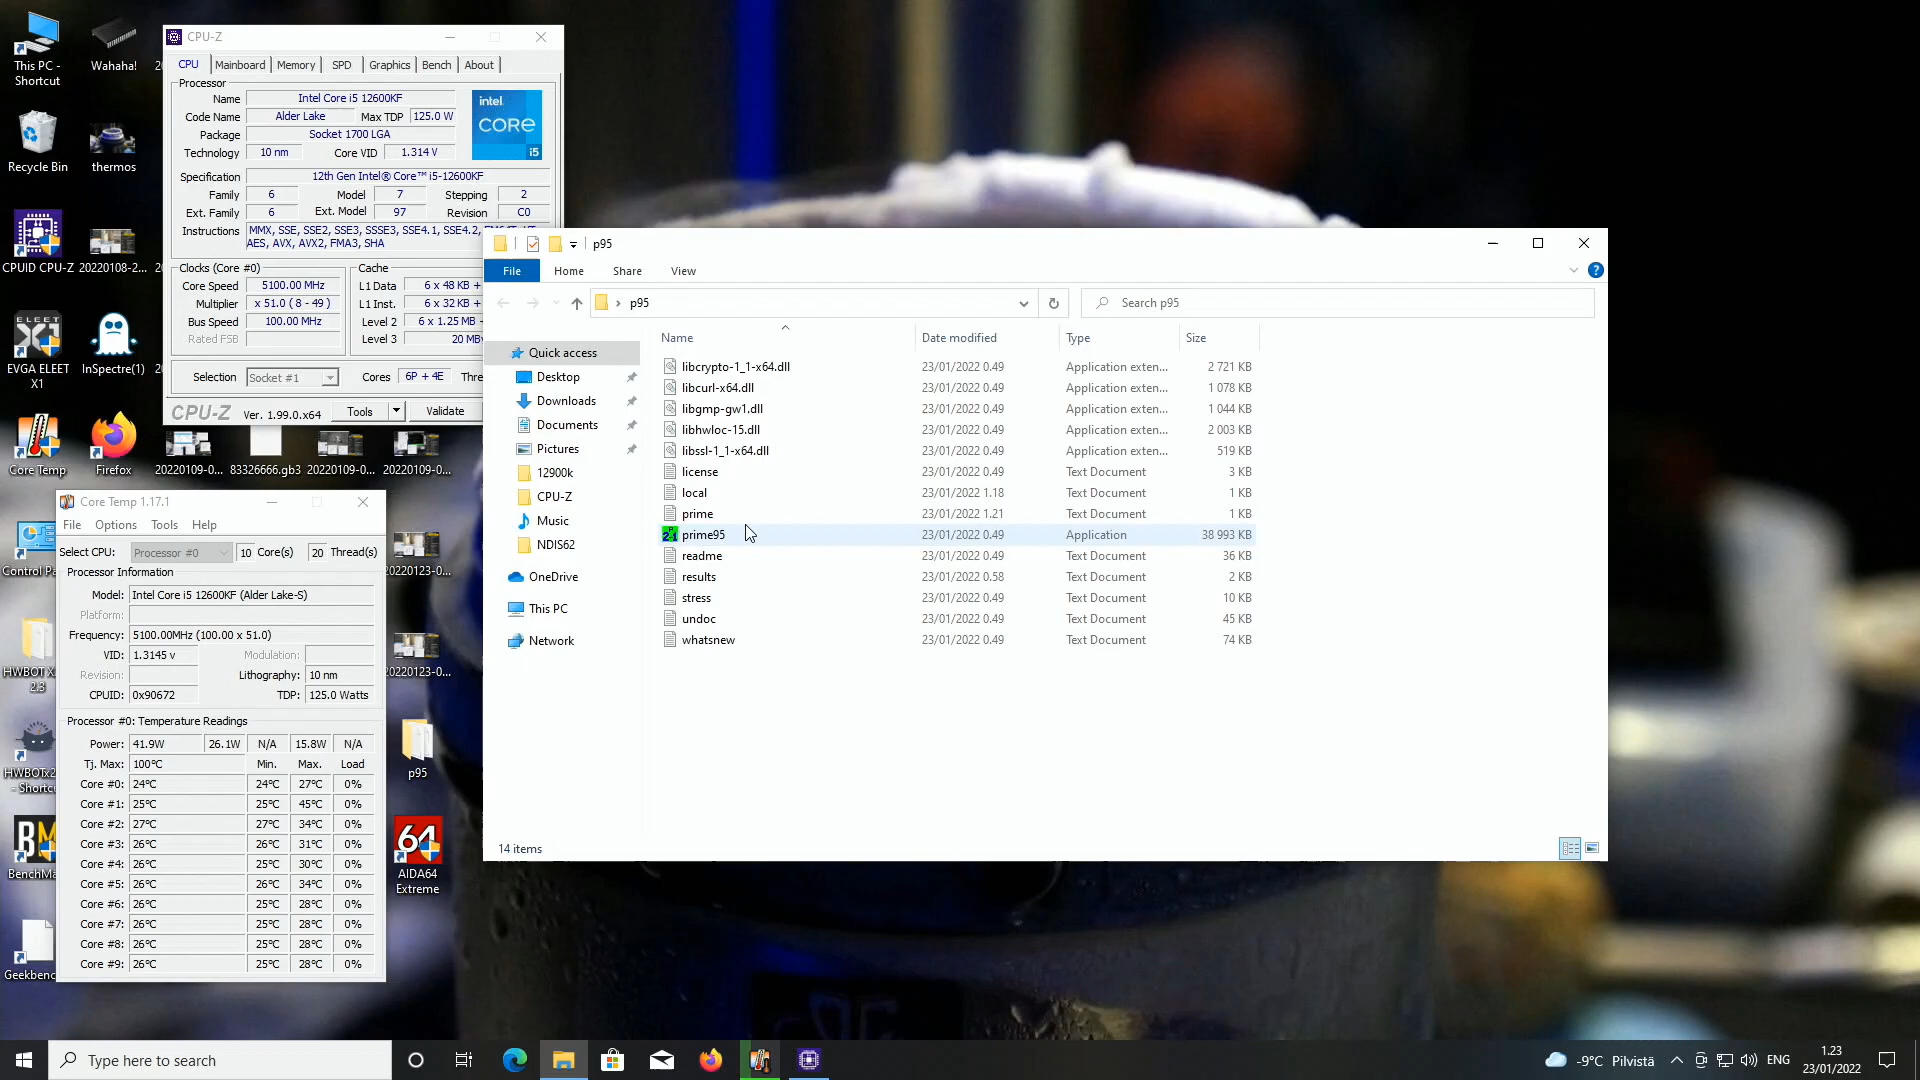 This PC -
Shortcut
Wahaha!
Recycle Bin
thermos
CPUID CPU-Z
20220108-2...
EVGA ELEET
X1
InSpectre(1)
Core Temp
Firefox
20220109-0...
83326666.gb3
20220109-0...
20220109-0...
20220123-0...
20220123-0...
p95
AIDA64
Extreme
CPU-Z
CPU
Mainboard
Memory
SPD
Graphics
Bench
About
Processor
Name
Intel Core i5 12600KF
Code Name
Alder Lake
Max TDP
125.0 W
Package
Socket 1700 LGA
Technology
10 nm
Core VID
1.314 V
intel
CORE
i5
Specification
12th Gen Intel® Core™ i5-12600KF
Family
6
Model
7
Stepping
2
Ext. Family
6
Ext. Model
97
Revision
C0
Instructions
MMX, SSE, SSE2, SSE3, SSSE3, SSE4.1, SSE4.2,
AES, AVX, AVX2, FMA3, SHA
Clocks (Core #0)
Core Speed
5100.00 MHz
Multiplier
x 51.0 ( 8 - 49 )
Bus Speed
100.00 MHz
Rated FSB
Cache
L1 Data
6 x 48 KB +
L1 Inst.
6 x 32 KB +
Level 2
6 x 1.25 MB
Level 3
20 MB
Selection
Socket #1
Cores
6P + 4E
CPU-Z
Ver. 1.99.0.x64
Tools
Validate
Core Temp 1.17.1
File
Options
Tools
Help
Select CPU:
Processor #0
10
Core(s)
20
Thread(s)
Processor Information
Model:
Intel Core i5 12600KF (Alder Lake-S)
Platform:
Frequency:
5100.00MHz (100.00 x 51.0)
VID:
1.3145 v
Modulation:
Revision:
Lithography:
10 nm
CPUID:
0x90672
TDP:
125.0 Watts
Processor #0: Temperature Readings
Power:
41.9W
26.1W
N/A
15.8W
N/A
Tj. Max:
100°C
Min.
Max.
Load
Core #0:
24°C
24°C
27°C
0%
Core #1:
25°C
25°C
45°C
0%
Core #2:
27°C
27°C
34°C
0%
Core #3:
26°C
26°C
31°C
0%
Core #4:
26°C
25°C
30°C
0%
Core #5:
26°C
26°C
34°C
0%
Core #6:
26°C
25°C
28°C
0%
Core #7:
26°C
25°C
28°C
0%
Core #8:
26°C
25°C
28°C
0%
Core #9:
26°C
25°C
28°C
0%
p95
File
Home
Share
View
p95
Search p95
Quick access
Desktop
Downloads
Documents
Pictures
12900k
CPU-Z
Music
NDIS62
OneDrive
This PC
Network
Name
Date modified
Type
Size
libcrypto-1_1-x64.dll
23/01/2022 0.49
Application exten...
2 721 KB
libcurl-x64.dll
23/01/2022 0.49
Application exten...
1 078 KB
libgmp-gw1.dll
23/01/2022 0.49
Application exten...
1 044 KB
libhwloc-15.dll
23/01/2022 0.49
Application exten...
2 003 KB
libssl-1_1-x64.dll
23/01/2022 0.49
Application exten...
519 KB
license
23/01/2022 0.49
Text Document
3 KB
local
23/01/2022 1.18
Text Document
1 KB
prime
23/01/2022 1.21
Text Document
1 KB
prime95
23/01/2022 0.49
Application
38 993 KB
readme
23/01/2022 0.49
Text Document
36 KB
results
23/01/2022 0.58
Text Document
2 KB
stress
23/01/2022 0.49
Text Document
10 KB
undoc
23/01/2022 0.49
Text Document
45 KB
whatsnew
23/01/2022 0.49
Text Document
74 KB
14 items
Type here to search
-9°C Pilvistä
ENG
1.23
23/01/2022